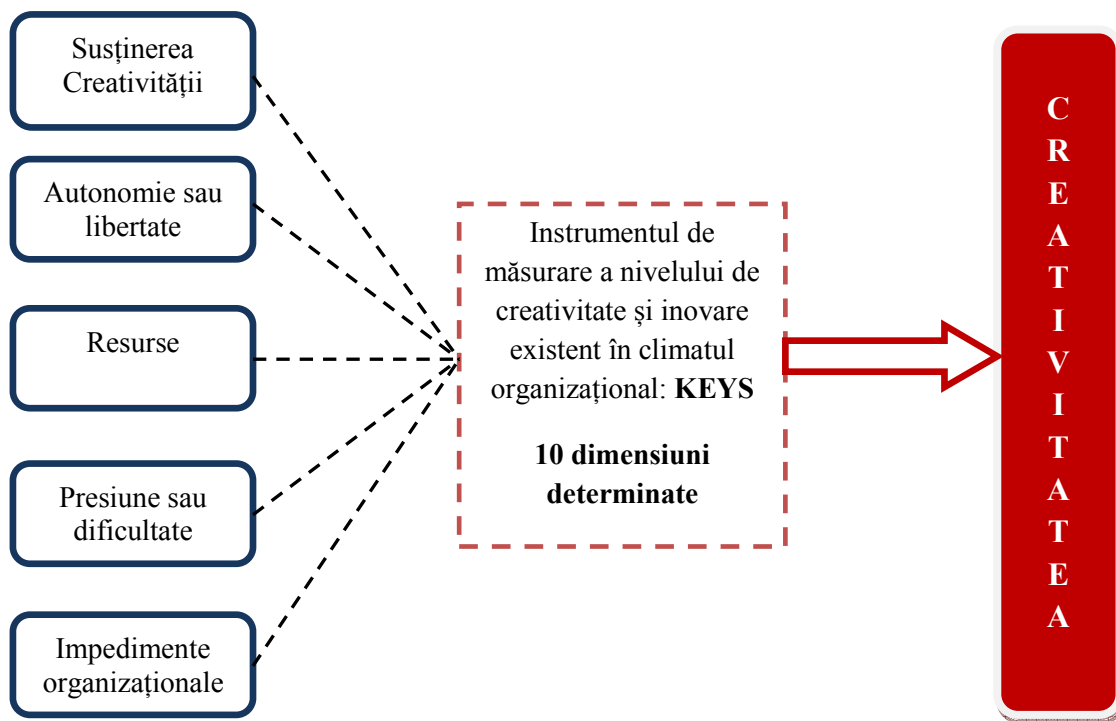 Susținerea
Creativității
Autonomie sau
libertate
Resurse
Presiune sau
dificultate
Impedimente
organizaționale
Instrumentul de
măsurare a nivelului de
creativitate și inovare
existent în climatul
organizațional: KEYS
10 dimensiuni
determinate
C
R
E
A
T
I
V
I
T
A
T
E
A